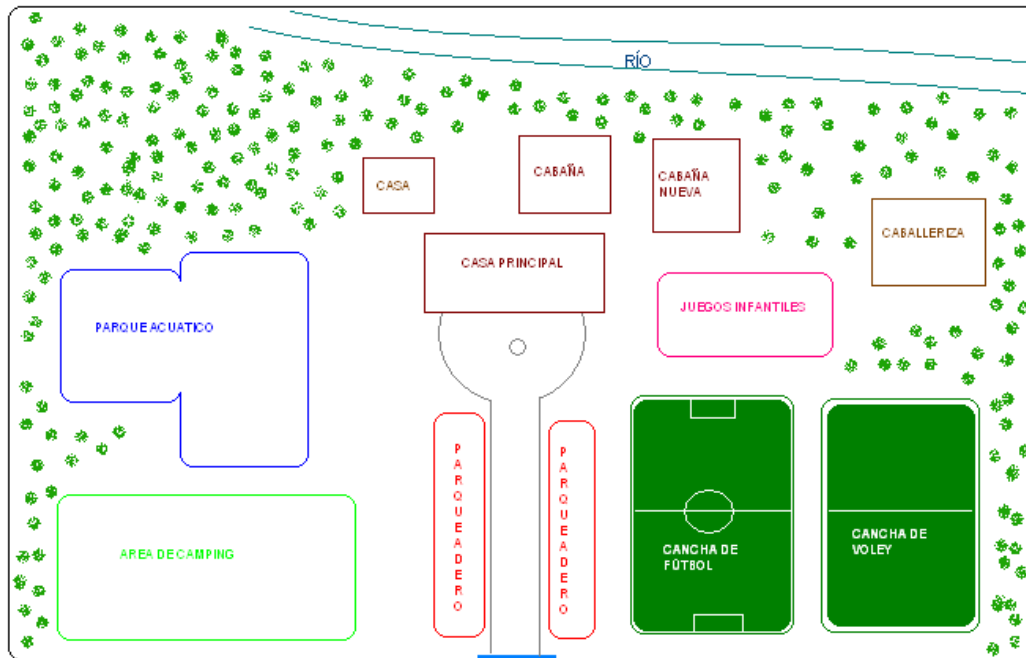 RÍO
CASA
CABAÑA
CABAÑA
NUEVA
CABALLERIZA
CASA PRINCIPAL
JUEGOS INFANTILES
PARQUE ACUATICO
PARQUEADERO
PARQUEADERO
CANCHA DE
FÚTBOL
CANCHA DE
VOLEY
AREA DE CAMPING